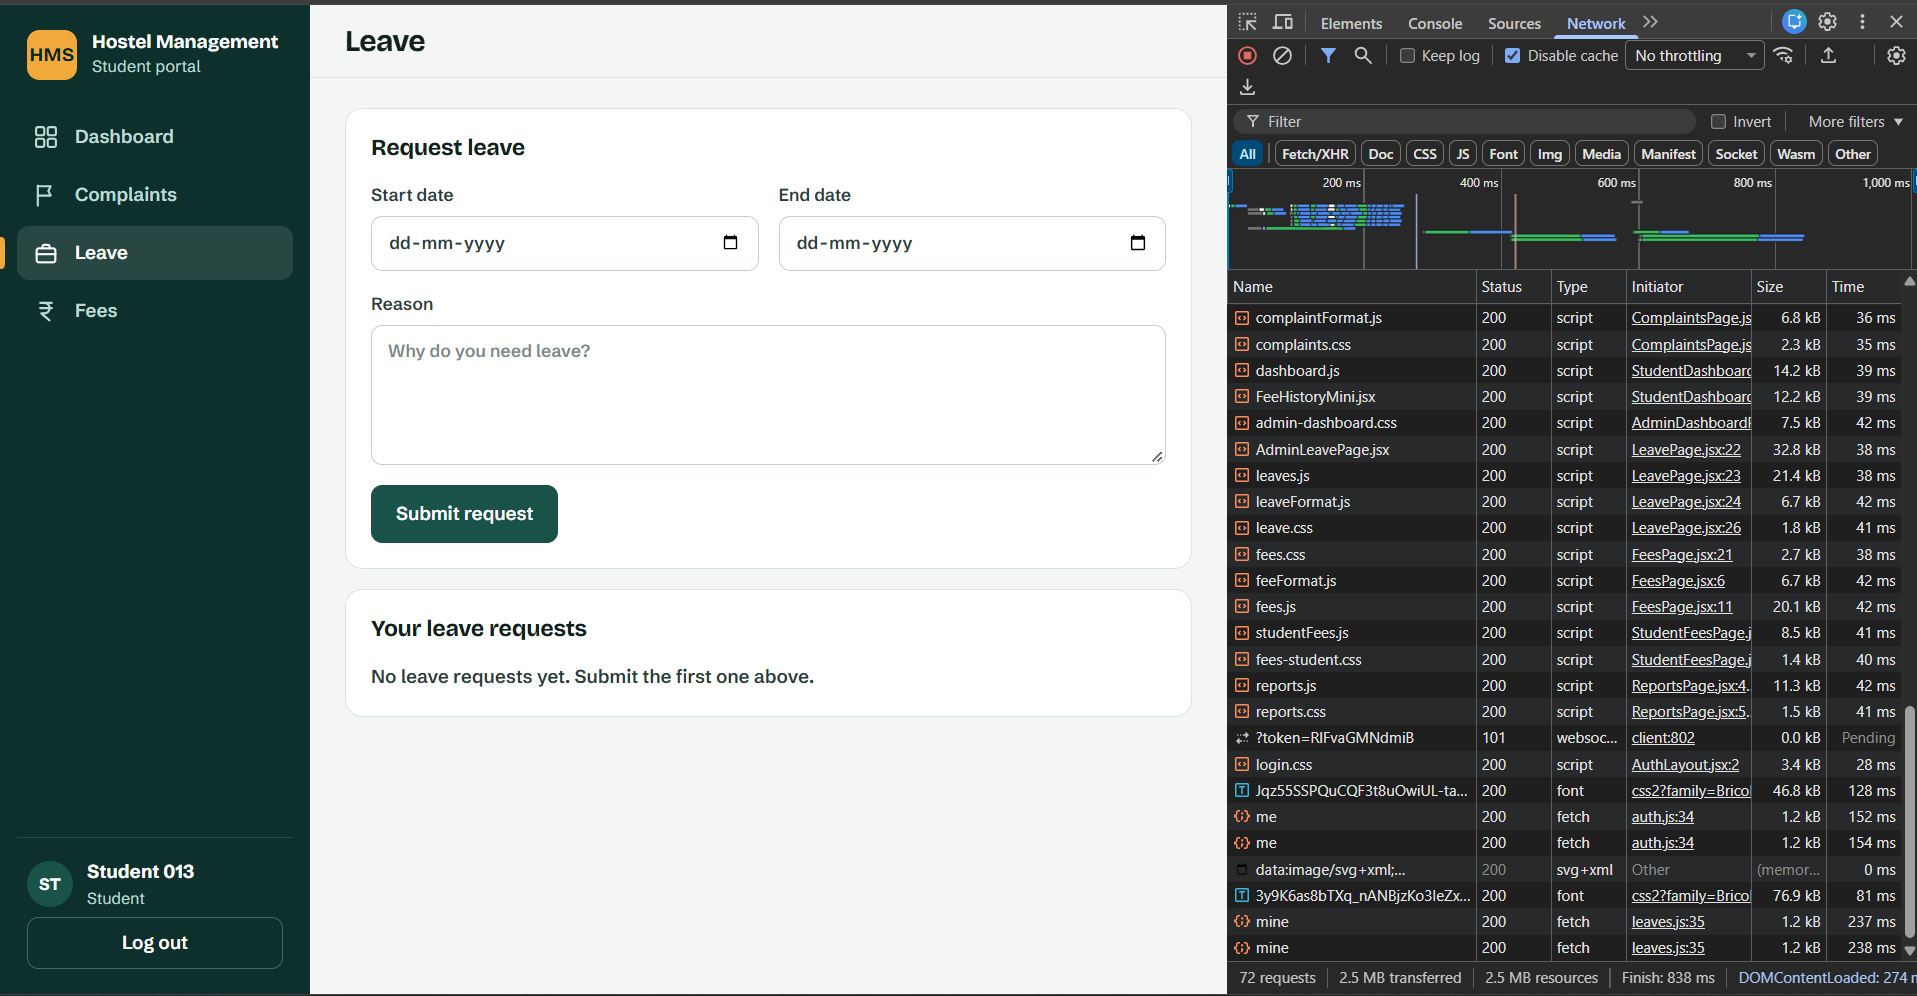 HMS
Hostel Management
Student portal
Dashboard
Complaints
Leave
Fees
ST
Student 013
Student
Log out
Leave
Request leave
Start date
End date
dd-mm-yyyy
dd-mm-yyyy
Reason
Why do you need leave?
Submit request
Your leave requests
No leave requests yet. Submit the first one above.
Elements Console Sources Network
Keep log Disable cache No throttling
Filter Invert More filters
All Fetch/XHR Doc CSS JS Font Img Media Manifest Socket Wasm Other
200 ms 400 ms 600 ms 800 ms 1,000 ms
Name Status Type Initiator Size Time
complaintFormat.js 200 script ComplaintsPage.js 6.8 kB 36 ms
complaints.css 200 script ComplaintsPage.js 2.3 kB 35 ms
dashboard.js 200 script StudentDashboard 14.2 kB 39 ms
FeeHistoryMini.jsx 200 script StudentDashboard 12.2 kB 39 ms
admin-dashboard.css 200 script AdminDashboardP 7.5 kB 42 ms
AdminLeavePage.jsx 200 script LeavePage.jsx:22 32.8 kB 38 ms
leaves.js 200 script LeavePage.jsx:23 21.4 kB 38 ms
leaveFormat.js 200 script LeavePage.jsx:24 6.7 kB 42 ms
leave.css 200 script LeavePage.jsx:26 1.8 kB 41 ms
fees.css 200 script FeesPage.jsx:21 2.7 kB 38 ms
feeFormat.js 200 script FeesPage.jsx:6 6.7 kB 42 ms
fees.js 200 script FeesPage.jsx:11 20.1 kB 42 ms
studentFees.js 200 script StudentFeesPage.j 8.5 kB 41 ms
fees-student.css 200 script StudentFeesPage.j 1.4 kB 40 ms
reports.js 200 script ReportsPage.jsx:4... 11.3 kB 42 ms
reports.css 200 script ReportsPage.jsx:5... 1.5 kB 41 ms
?token=RIFvaGMNdmiB 101 websoc... client:802 0.0 kB Pending
login.css 200 script AuthLayout.jsx:2 3.4 kB 28 ms
Jqz55SSPQuCQF3t8uOwiUL-ta... 200 font css2?family=Brico 46.8 kB 128 ms
me 200 fetch auth.js:34 1.2 kB 152 ms
me 200 fetch auth.js:34 1.2 kB 154 ms
data:image/svg+xml;... 200 svg+xml Other (memor... 0 ms
3y9K6as8bTXq_nANBjzKo3IeZx... 200 font css2?family=Brico 76.9 kB 81 ms
mine 200 fetch leaves.js:35 1.2 kB 237 ms
mine 200 fetch leaves.js:35 1.2 kB 238 ms
72 requests 2.5 MB transferred 2.5 MB resources Finish: 838 ms DOMContentLoaded: 274 m